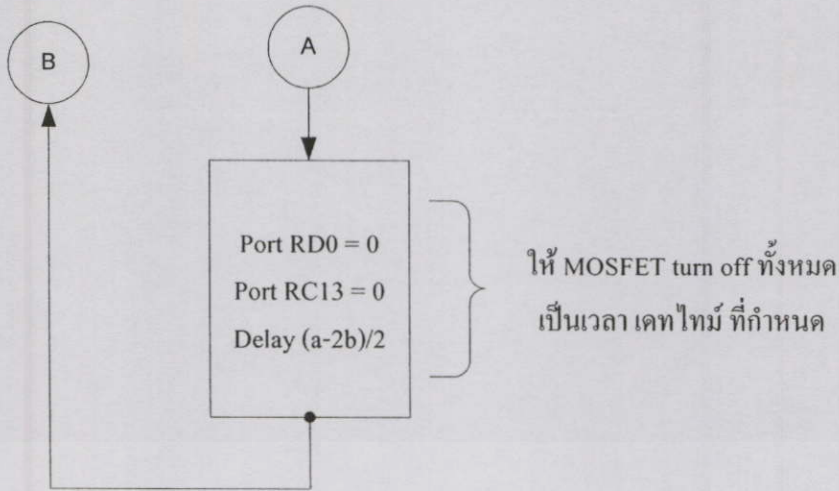 B
A
Port RD0 = 0
Port RC13 = 0
Delay (a-2b)/2
ให้ MOSFET turn off ทั้งหมด
เป็นเวลา เดทไทม์ ที่กำหนด